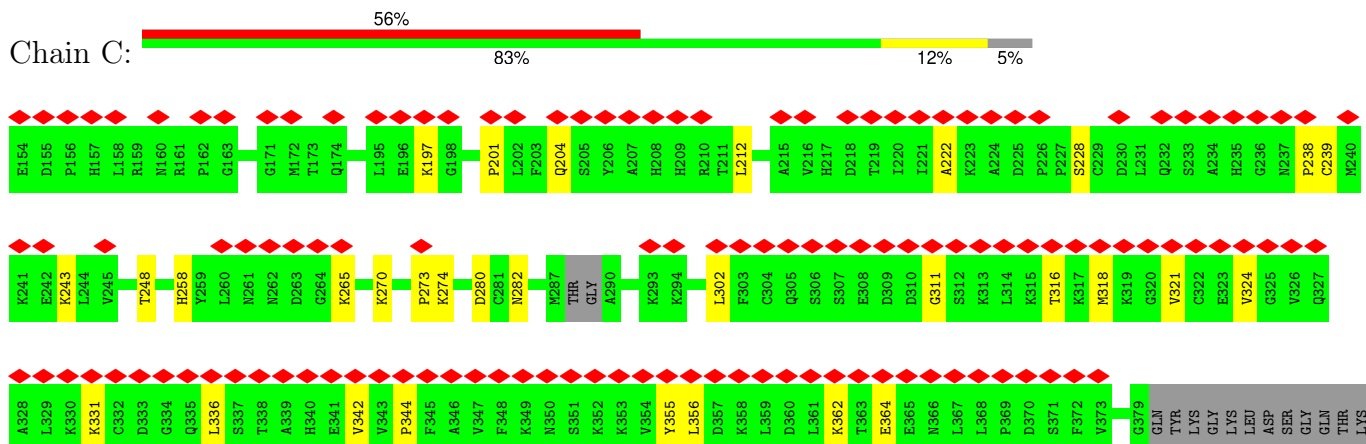 56%
Chain C:
83% 12% 5%
E154 D155 P156 H157 L158 R159 N160 R161 P162 G163 G171 M172 T173 Q174 L195 E196 K197 G198 P201 L202 F203 Q204 S205 Y206 A207 H208 H209 R210 T211 L212 A215 V216 H217 D218 T219 I220 I221 A222 K223 A224 D225 P226 P227 S228 C229 D230 L231 Q232 S233 A234 H235 G236 N237 P238 C239 M240
K241 E242 K243 L244 V245 T248 H258 Y259 L260 N261 N262 D263 G264 K265 K270 P273 K274 D280 C281 N282 M287 THR GLY A290 K293 K294 L302 F303 C304 Q305 S306 S307 E308 D309 D310 G311 S312 K313 L314 K315 T316 K317 M318 K319 G320 V321 C322 E323 V324 G325 V326 Q327
A328 L329 K330 K331 C332 D333 G334 Q335 L336 S337 T338 A339 H340 E341 V342 V343 P344 F345 A346 V347 F348 N349 K350 S351 K352 K353 V354 Y355 L356 D357 K358 L359 D360 L361 K362 T363 E364 E365 N366 L367 L368 P369 D370 S371 F372 V373 G379 GLN TYR LYS GLY LYS LEU ASP SER GLY GLN THR LYS